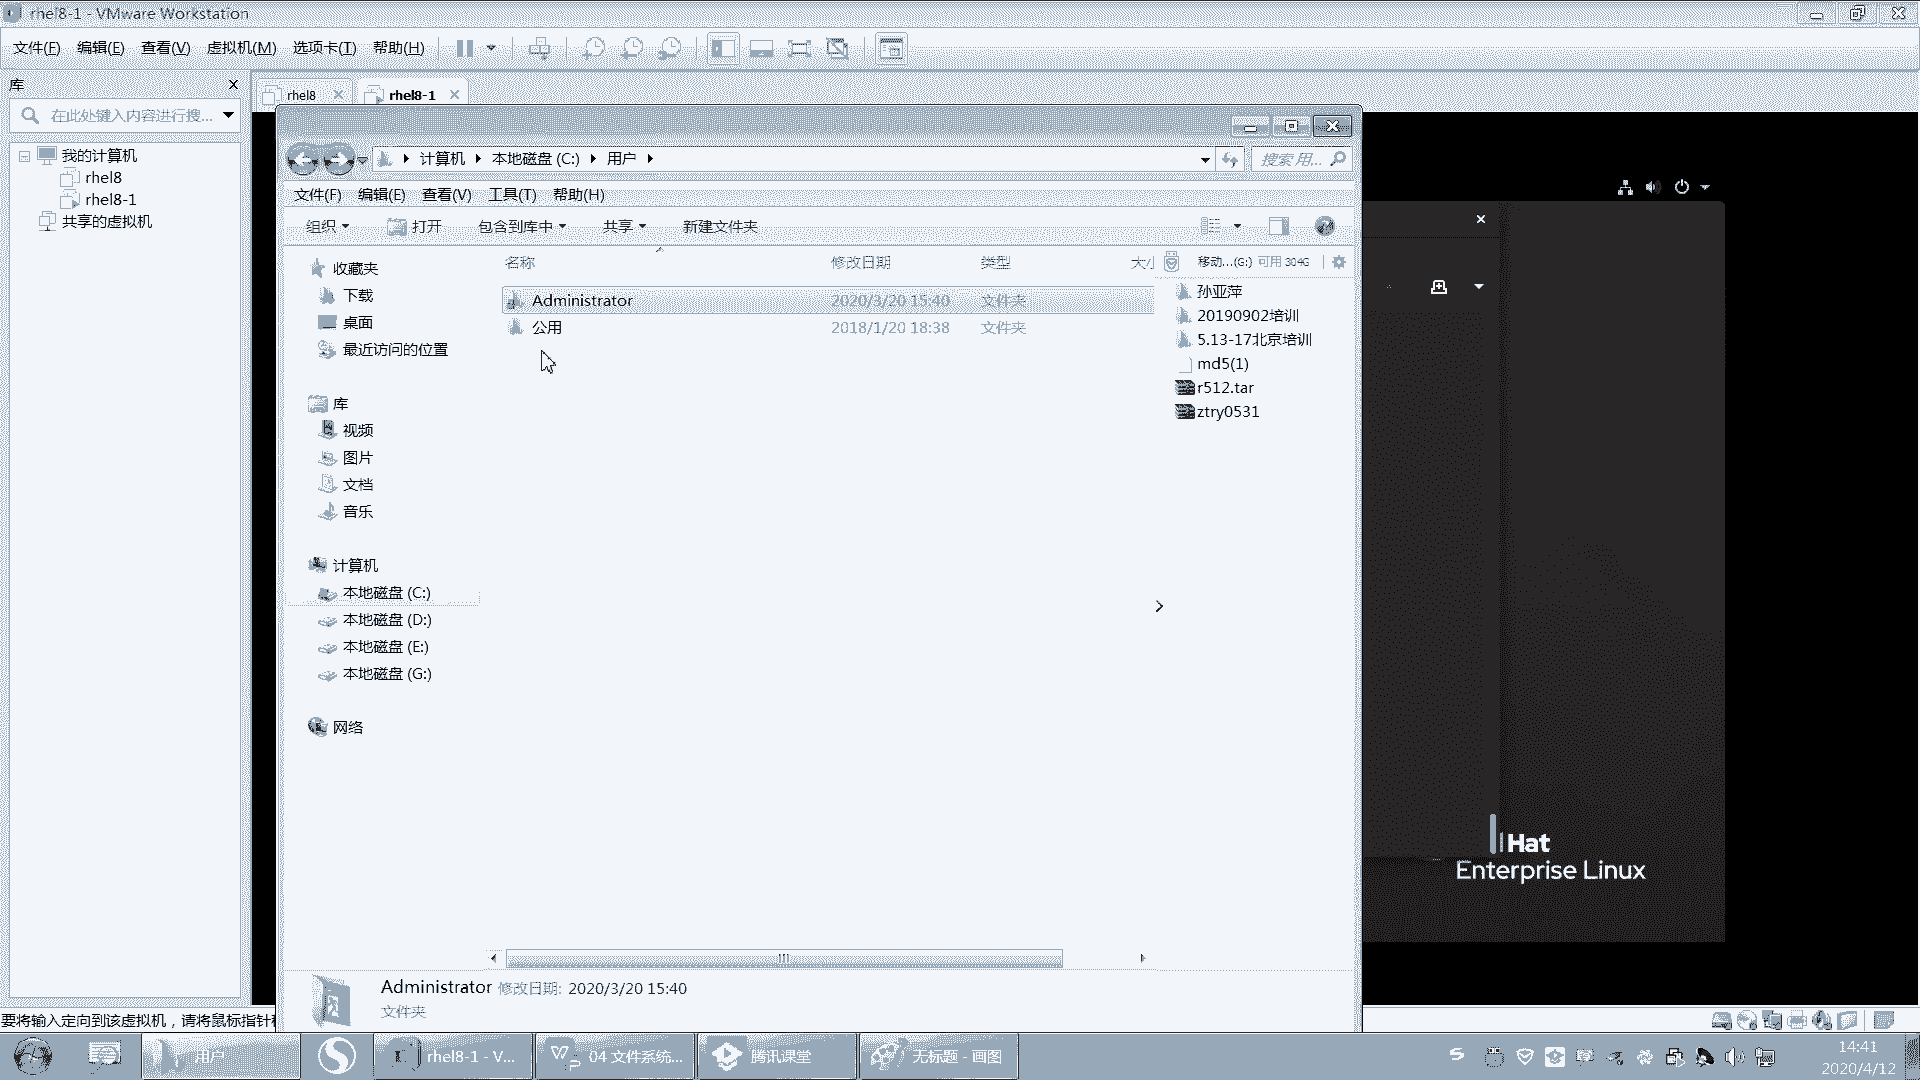 rhel8-1 - VMware Workstation
文件(F) 编辑(E) 查看(V) 虚拟机(M) 选项卡(T) 帮助(H)
库
在此处键入内容进行搜...
我的计算机
rhel8
rhel8-1
共享的虚拟机
rhel8
rhel8-1
计算机 本地磁盘 (C:) 用户
搜索 用...
文件(F) 编辑(E) 查看(V) 工具(T) 帮助(H)
组织 打开 包含到库中 共享 新建文件夹
收藏夹
下载
桌面
最近访问的位置
库
视频
图片
文档
音乐
计算机
本地磁盘 (C:)
本地磁盘 (D:)
本地磁盘 (E:)
本地磁盘 (G:)
网络
名称 修改日期 类型 大小
Administrator 2020/3/20 15:40 文件夹
公用 2018/1/20 18:38 文件夹
移动...(G:) 可用 304G
孙亚萍
20190902培训
5.13-17北京培训
md5(1)
r512.tar
ztry0531
Administrator 修改日期: 2020/3/20 15:40
文件夹
Hat
Enterprise Linux
要将输入定向到该虚拟机，请将鼠标指针
用户
rhel8-1 - V...
04 文件系统...
腾讯课堂
无标题 - 画图
14:41
2020/4/12